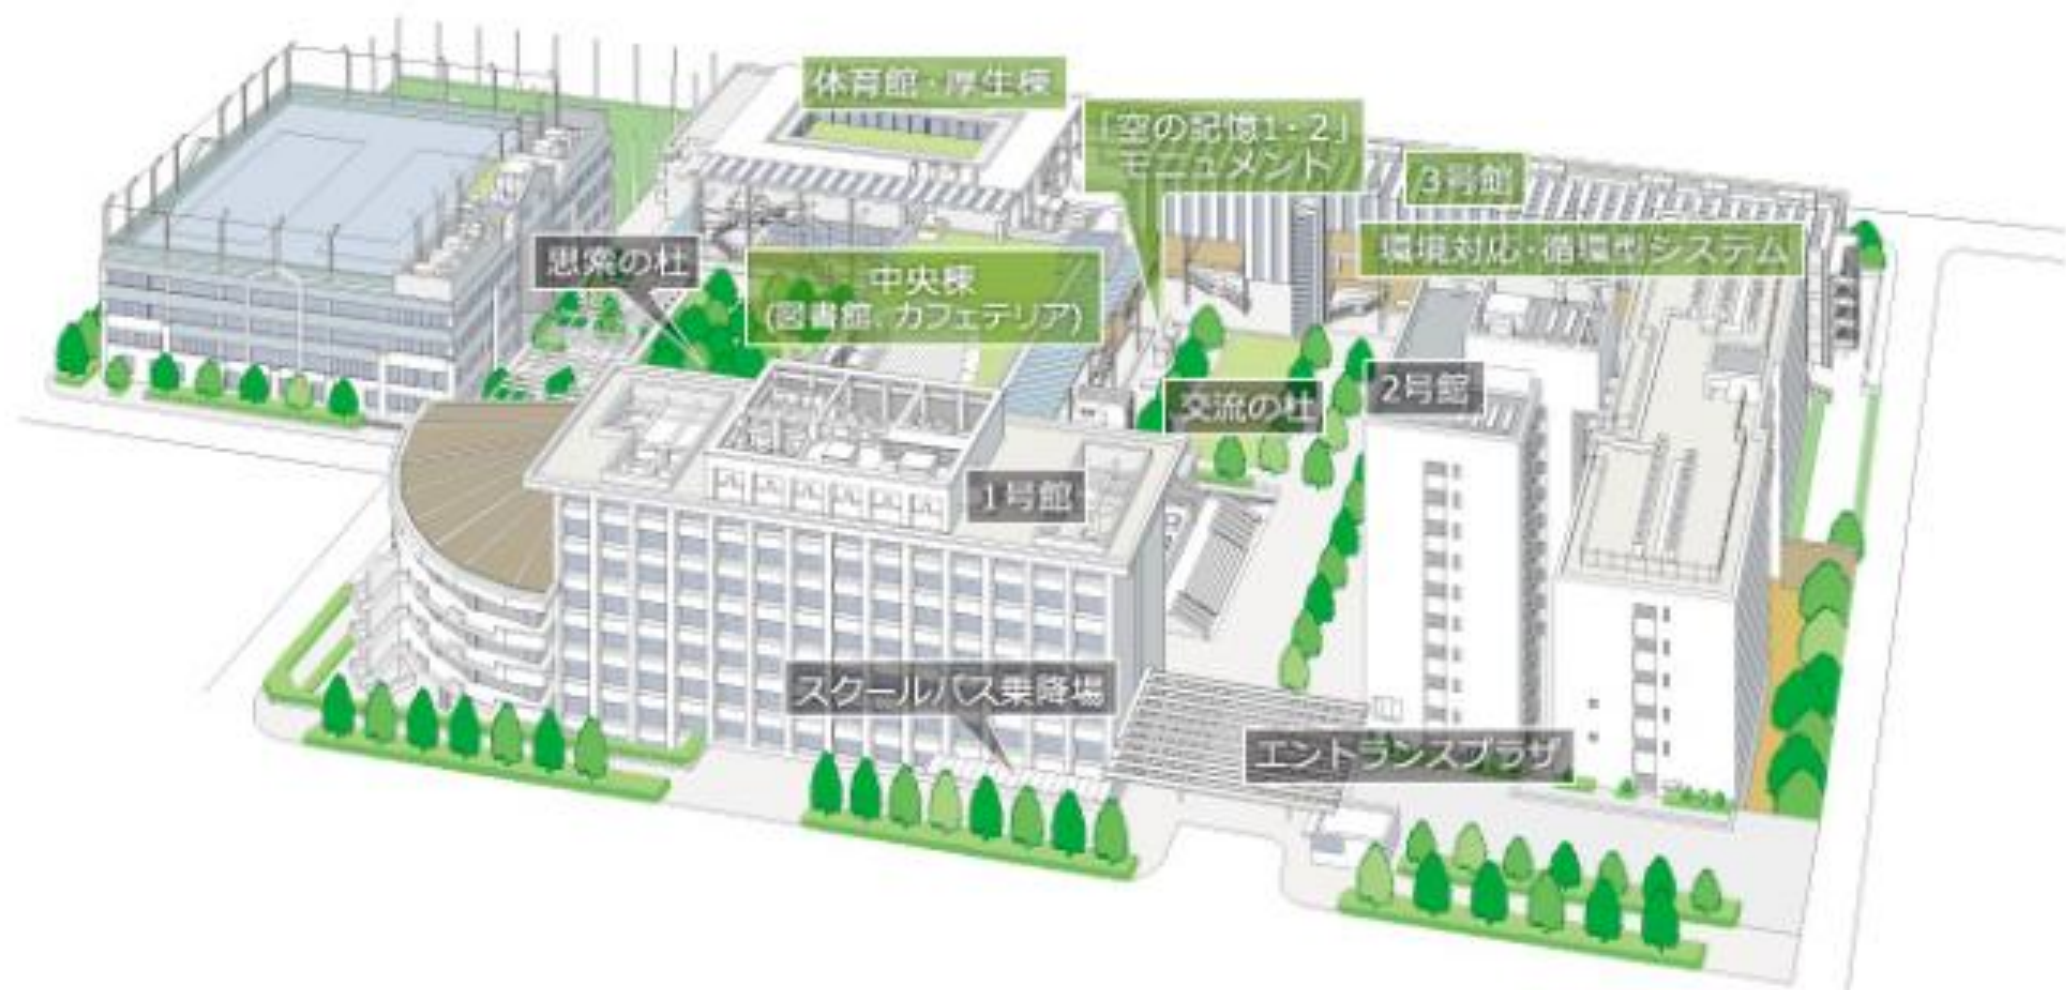 体育館・厚生棟
「空の記憶1・2」
モニュメント
3号館
思索の杜
中央棟
(図書館、カフェテリア)
環境対応・循環型システム
交流の杜
2号館
1号館
スクールバス乗降場
エントランスプラザ